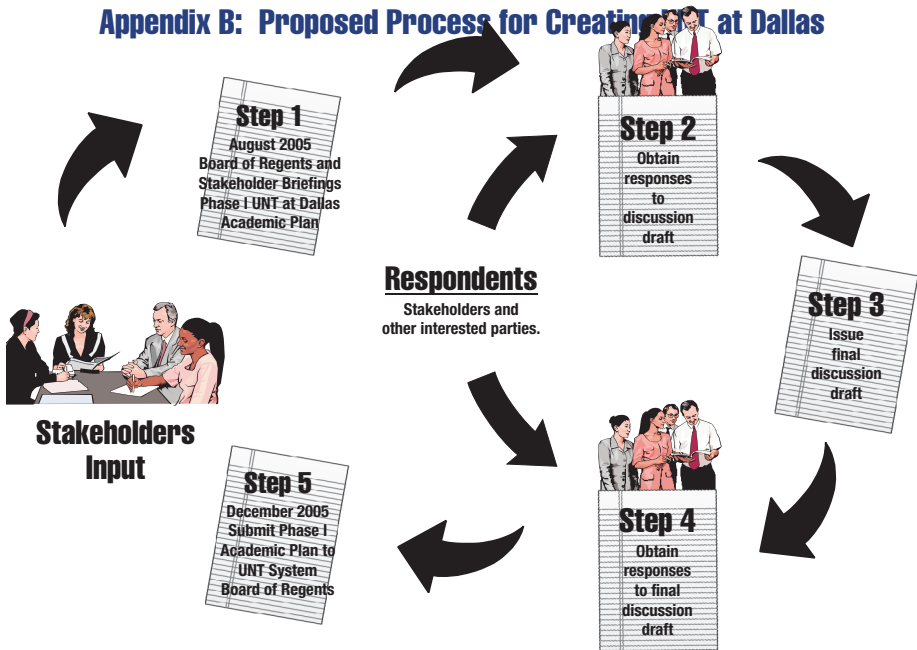 Appendix B: Proposed Process for Creating at Dallas
Step 1
August 2005
Board of Regents and
Stakeholder Briefings
Phase I UNT at Dallas
Academic Plan
Step 2
Obtain
responses
to
discussion
draft
Respondents
Stakeholders and
other interested parties.
Step 3
Issue
final
discussion
draft
Stakeholders
Input
Step 4
Obtain
responses
to final
discussion
draft
Step 5
December 2005
Submit Phase I
Academic Plan to
UNT System
Board of Regents